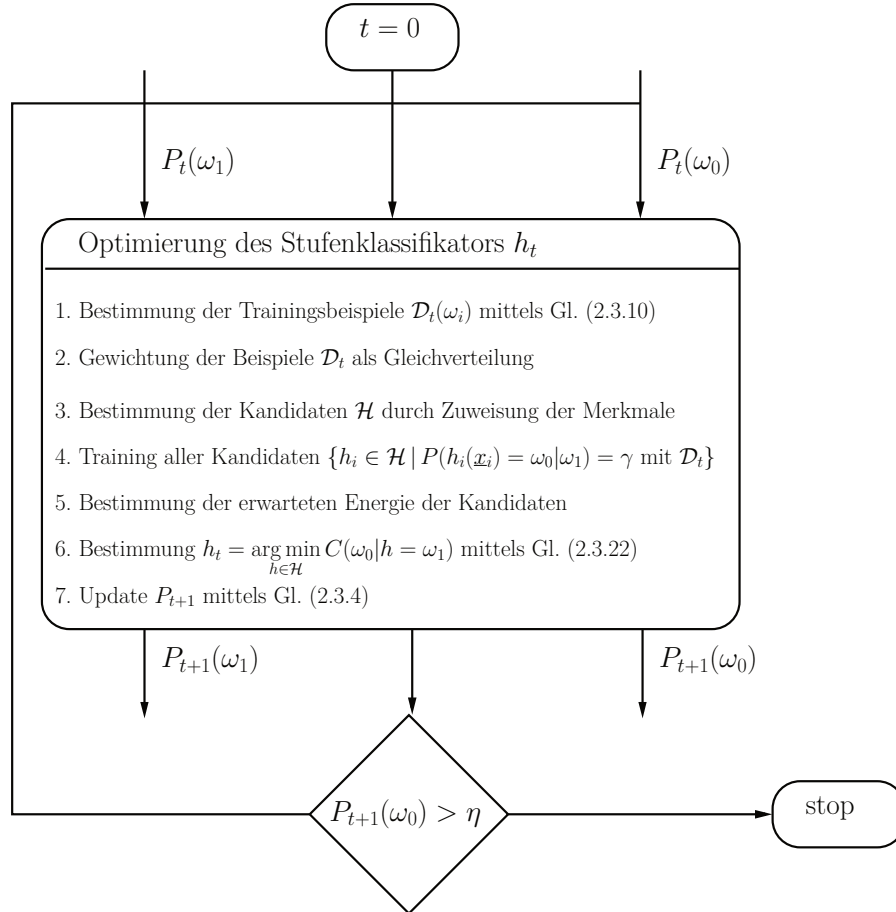 t = 0
P_t(ω_1)
P_t(ω_0)
Optimierung des Stufenklassifikators h_t
1. Bestimmung der Trainingsbeispiele 𝒟_t(ω_i) mittels Gl. (2.3.10)
2. Gewichtung der Beispiele 𝒟_t als Gleichverteilung
3. Bestimmung der Kandidaten ℋ durch Zuweisung der Merkmale
4. Training aller Kandidaten {h_i ∈ ℋ | P(h_i(x_i) = ω_0|ω_1) = γ mit 𝒟_t}
5. Bestimmung der erwarteten Energie der Kandidaten
6. Bestimmung h_t = arg min C(ω_0|h = ω_1) mittels Gl. (2.3.22)
h∈ℋ
7. Update P_{t+1} mittels Gl. (2.3.4)
P_{t+1}(ω_1)
P_{t+1}(ω_0)
P_{t+1}(ω_0) > η
stop